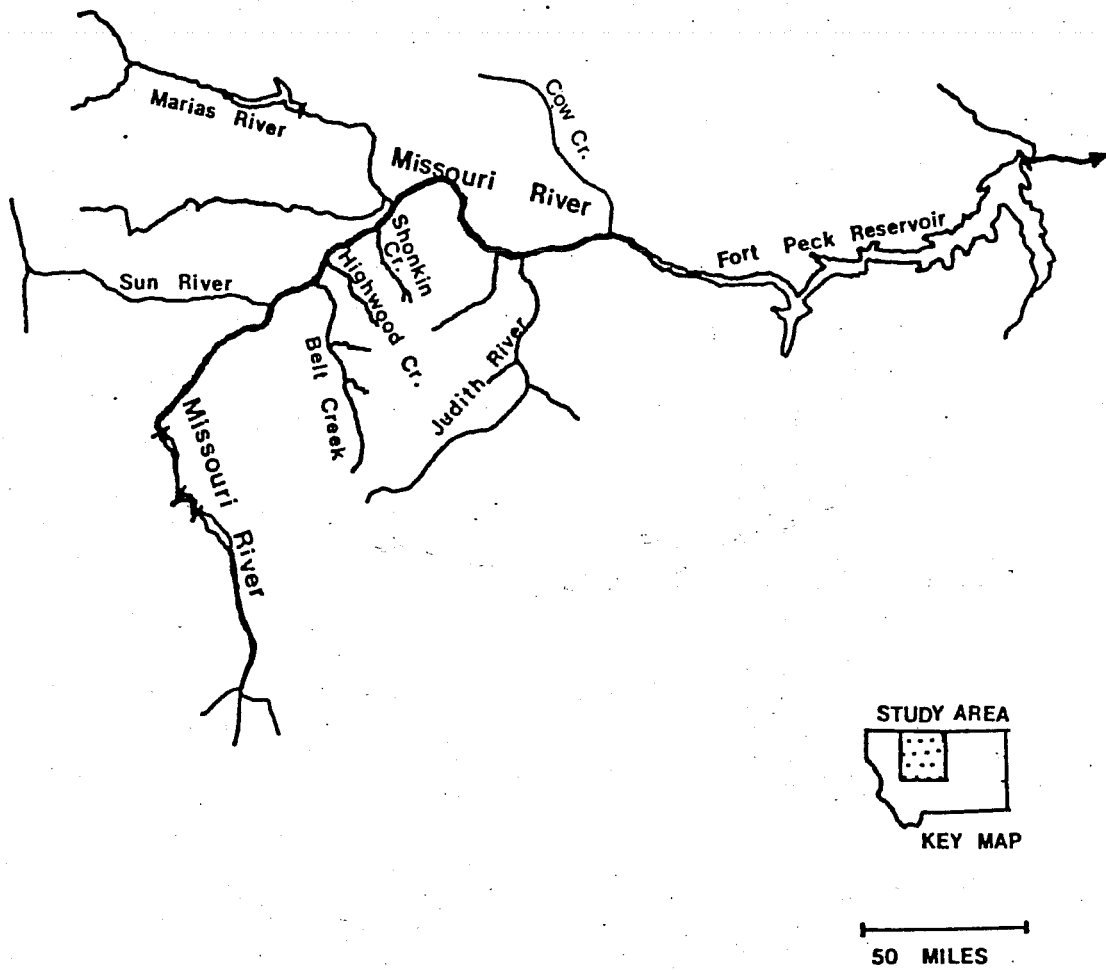 Marias River
Missouri River
Cow Cr.
Fort Peck Reservoir
Shonkin
Cr.
Sun River
Highwood Cr.
Belt Creek
Judith River
Missouri River
STUDY AREA
KEY MAP
50 MILES